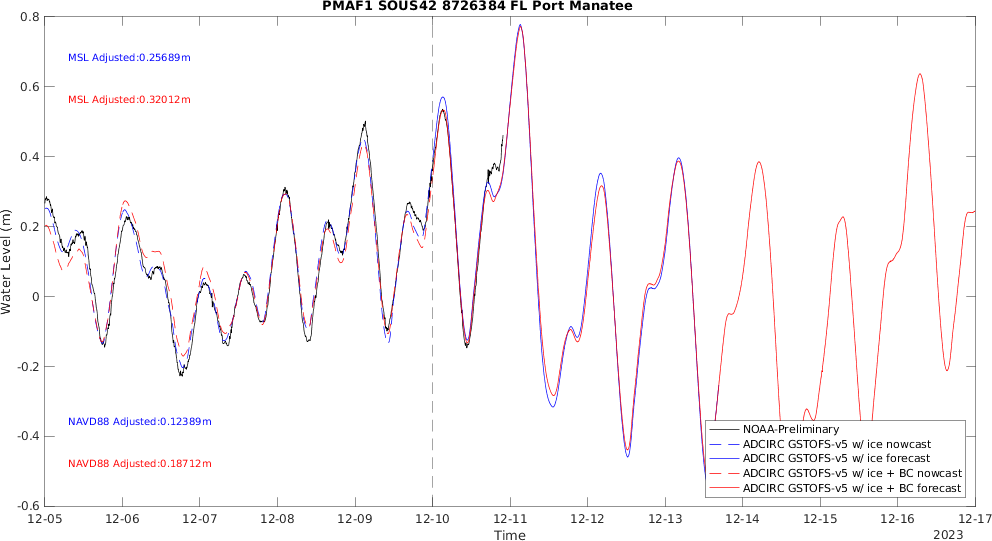 PMAF1 SOUS42 8726384 FL Port Manatee
0.8
0.6
0.4
0.2
0
-0.2
-0.4
-0.6
Water Level (m)
MSL Adjusted:0.25689m
MSL Adjusted:0.32012m
NAVD88 Adjusted:0.12389m
NAVD88 Adjusted:0.18712m
NOAA-Preliminary
ADCIRC GSTOFS-v5 w/ ice nowcast
ADCIRC GSTOFS-v5 w/ ice forecast
ADCIRC GSTOFS-v5 w/ ice + BC nowcast
ADCIRC GSTOFS-v5 w/ ice + BC forecast
12-05 12-06 12-07 12-08 12-09 12-10 12-11 12-12 12-13 12-14 12-15 12-16 12-17
Time
2023